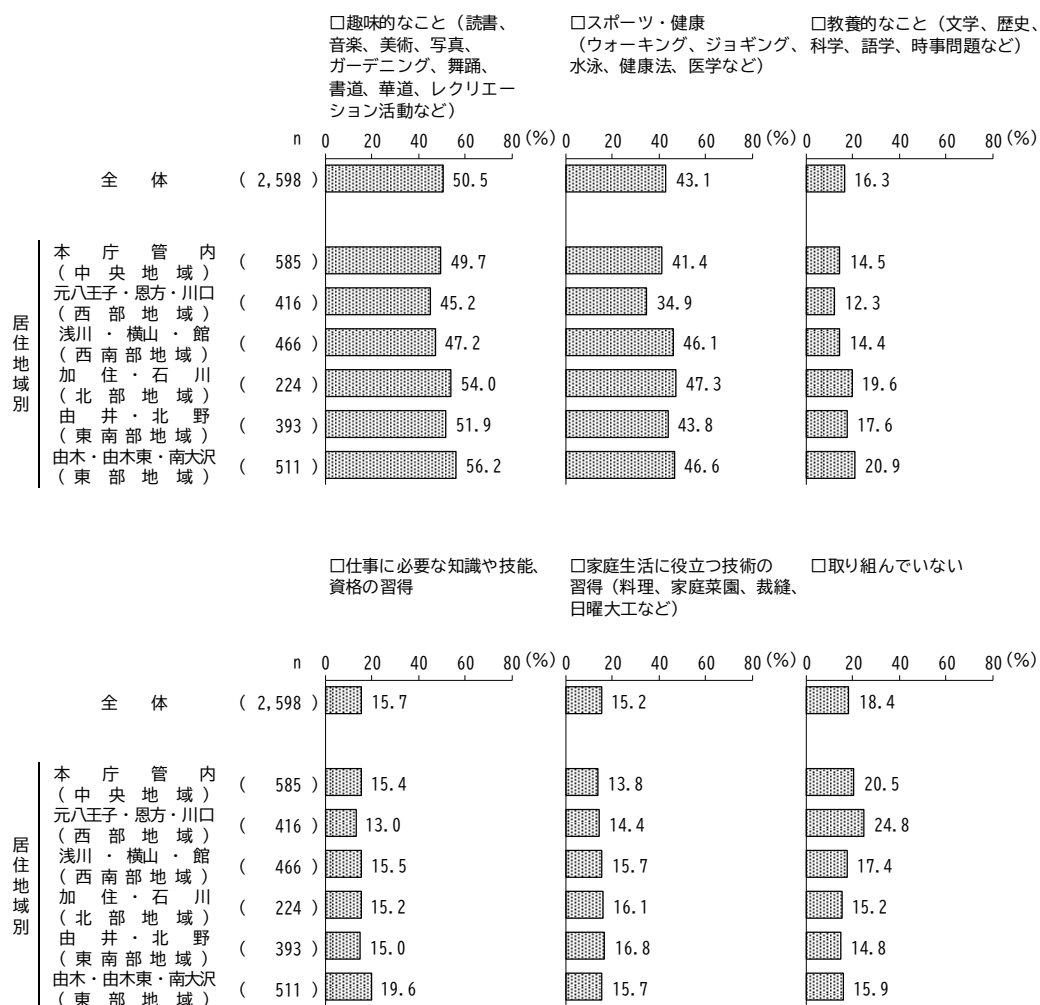 □趣味的なこと（読書、
音楽、美術、写真、
ガーデニング、舞踊、
書道、華道、レクリエー
ション活動など）
□スポーツ・健康
（ウォーキング、ジョギング、
水泳、健康法、医学など）
□教養的なこと（文学、歴史、
科学、語学、時事問題など）
n 0 20 40 60 80 (%) 0 20 40 60 80 (%) 0 20 40 60 80 (%)
全 体 ( 2,598 ) 50.5 43.1 16.3
居住地域別
本 庁 管 内
( 中 央 地 域 ) ( 585 ) 49.7 41.4 14.5
元八王子・恩方・川口
( 西 部 地 域 ) ( 416 ) 45.2 34.9 12.3
浅川 ・ 横山 ・ 館
( 西 南 部 地 域 ) ( 466 ) 47.2 46.1 14.4
加 住 ・ 石 川
( 北 部 地 域 ) ( 224 ) 54.0 47.3 19.6
由 井 ・ 北 野
( 東 南 部 地 域 ) ( 393 ) 51.9 43.8 17.6
由木・由木東・南大沢
( 東 部 地 域 ) ( 511 ) 56.2 46.6 20.9
□仕事に必要な知識や技能、
資格の習得
□家庭生活に役立つ技術の
習得（料理、家庭菜園、裁縫、
日曜大工など）
□取り組んでいない
n 0 20 40 60 80 (%) 0 20 40 60 80 (%) 0 20 40 60 80 (%)
全 体 ( 2,598 ) 15.7 15.2 18.4
居住地域別
本 庁 管 内
( 中 央 地 域 ) ( 585 ) 15.4 13.8 20.5
元八王子・恩方・川口
( 西 部 地 域 ) ( 416 ) 13.0 14.4 24.8
浅川 ・ 横山 ・ 館
( 西 南 部 地 域 ) ( 466 ) 15.5 15.7 17.4
加 住 ・ 石 川
( 北 部 地 域 ) ( 224 ) 15.2 16.1 15.2
由 井 ・ 北 野
( 東 南 部 地 域 ) ( 393 ) 15.0 16.8 14.8
由木・由木東・南大沢
( 東 部 地 域 ) ( 511 ) 19.6 15.7 15.9